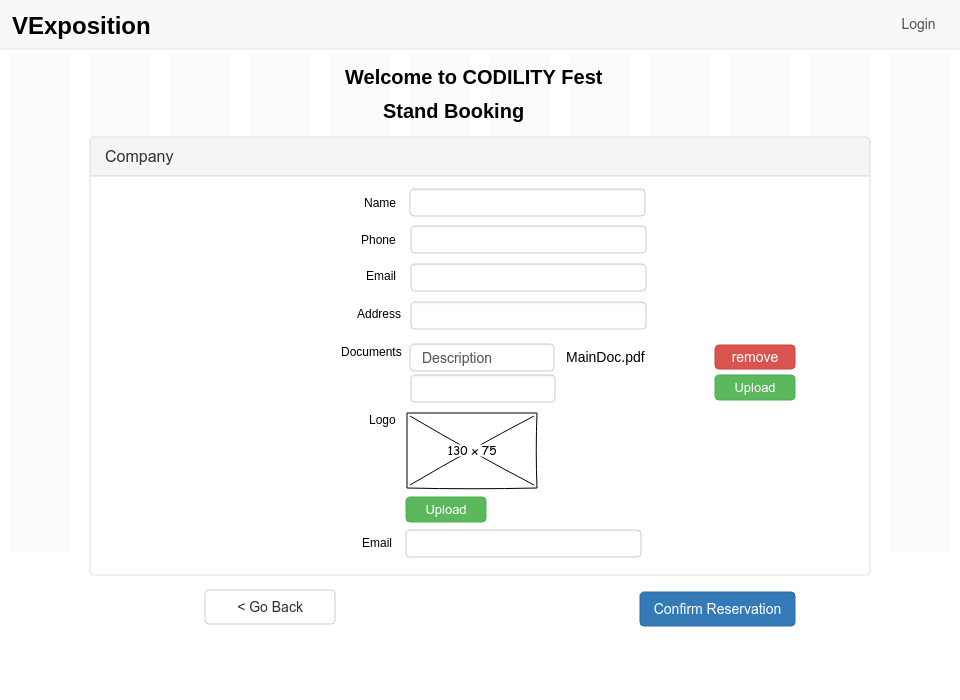 VExposition
Login
Welcome to CODILITY Fest
Stand Booking
Company
Name
Phone
Email
Address
Documents Description MainDoc.pdf remove
Upload
Logo
130 x 75
Upload
Email
< Go Back Confirm Reservation